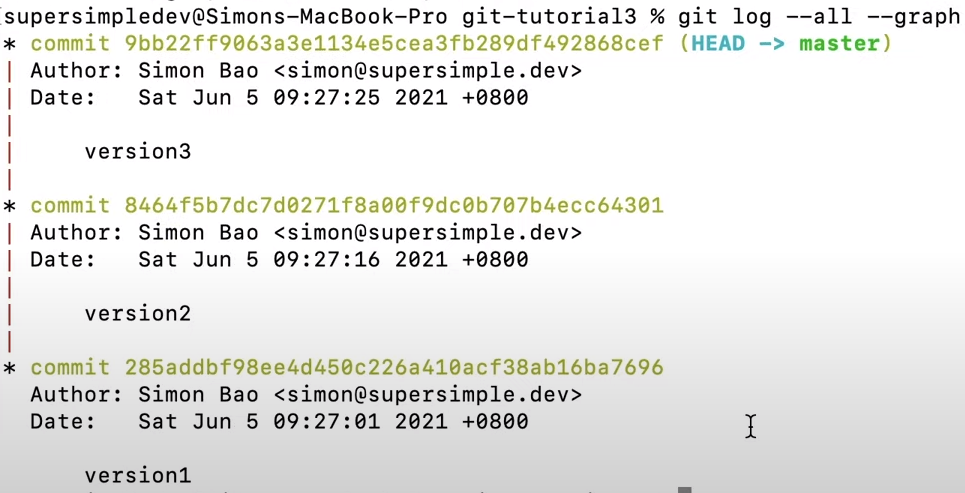 (supersimpledev@Simons-MacBook-Pro git-tutorial3 % git log --all --graph
* commit 9bb22ff9063a3e1134e5cea3fb289df492868cef (HEAD -> master)
| Author: Simon Bao <simon@supersimple.dev>
| Date:   Sat Jun 5 09:27:25 2021 +0800
|
|     version3
|
* commit 8464f5b7dc7d0271f8a00f9dc0b707b4ecc64301
| Author: Simon Bao <simon@supersimple.dev>
| Date:   Sat Jun 5 09:27:16 2021 +0800
|
|     version2
|
* commit 285addbf98ee4d450c226a410acf38ab16ba7696
  Author: Simon Bao <simon@supersimple.dev>
  Date:   Sat Jun 5 09:27:01 2021 +0800

      version1